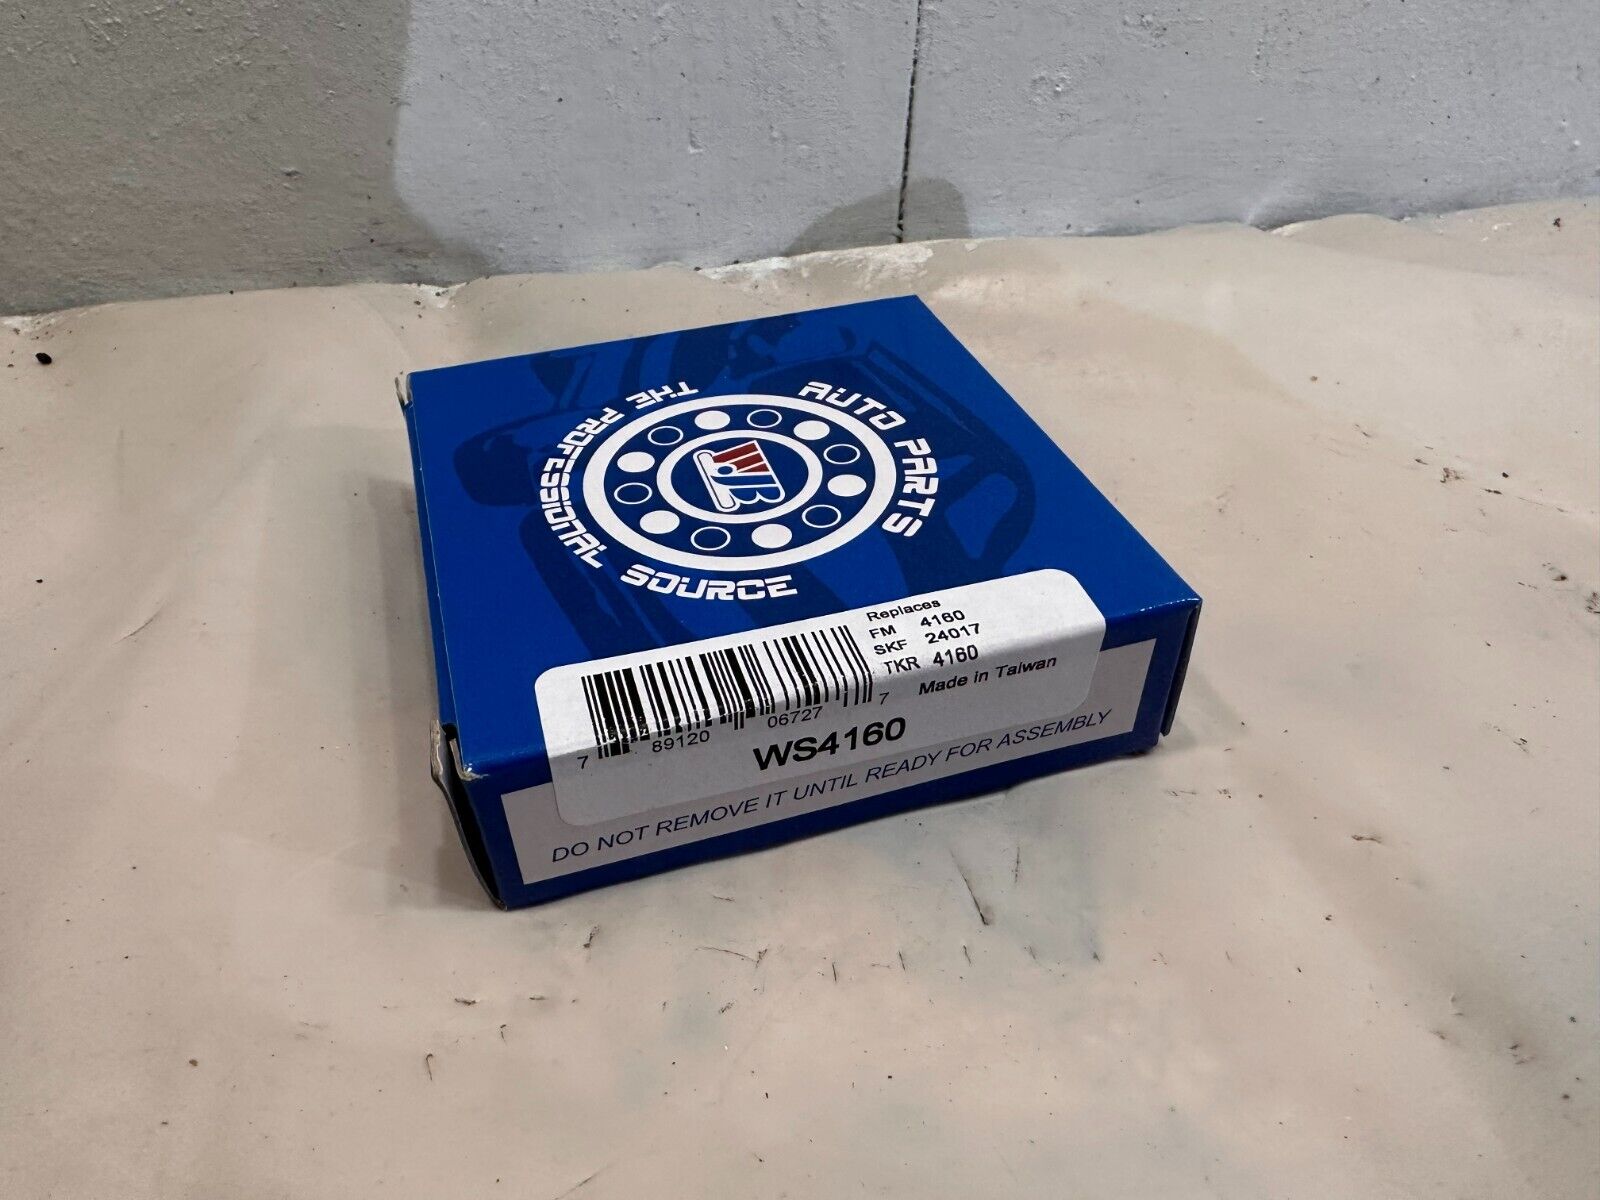 AUTO PARTS
THE PROFESSIONAL SOURCE
WJB
Replaces
FM 4160
SKF 24017
TKR 4160
Made in Taiwan
7 89120 06727 7
WS4160
DO NOT REMOVE IT UNTIL READY FOR ASSEMBLY